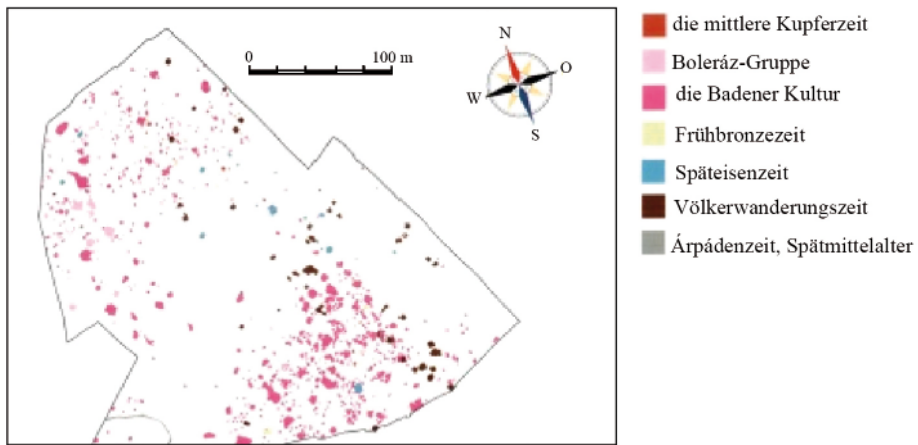 0 100 m
N
O
W
S
die mittlere Kupferzeit
Boleráz-Gruppe
die Badener Kultur
Frühbronzezeit
Späteisenzeit
Völkerwanderungszeit
Árpádenzeit, Spätmittelalter